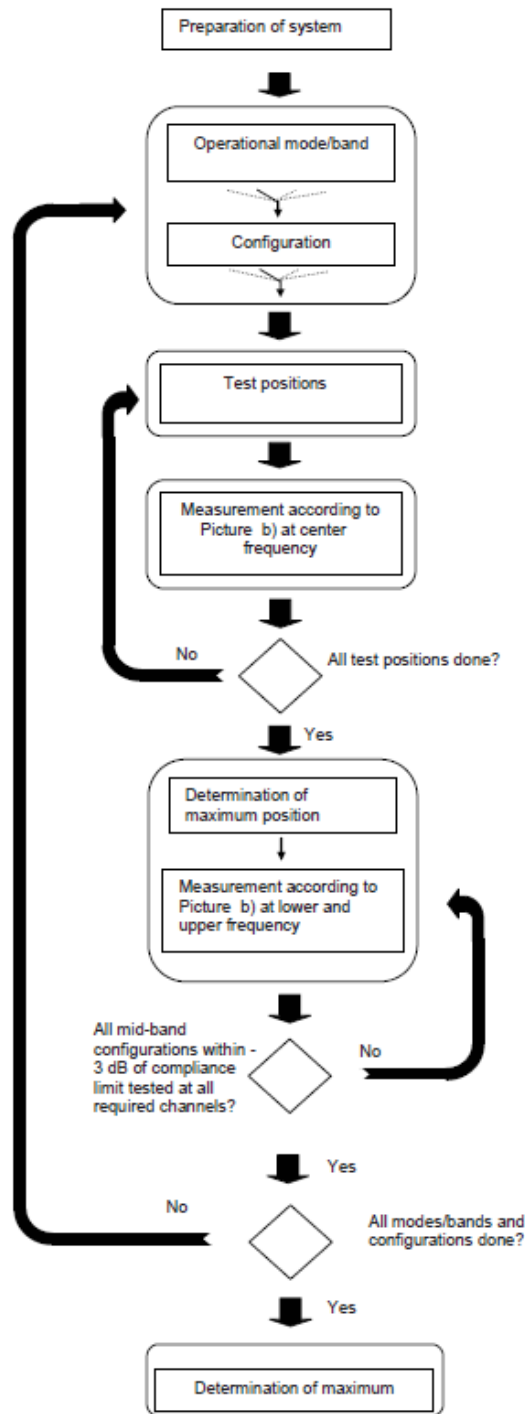 Preparation of system
Operational mode/band
Configuration
Test positions
Measurement according to
Picture b) at center
frequency
No
All test positions done?
Yes
Determination of
maximum position
Measurement according to
Picture b) at lower and
upper frequency
All mid-band
configurations within -
3 dB of compliance
limit tested at all
required channels?
No
Yes
No
All modes/bands and
configurations done?
Yes
Determination of maximum